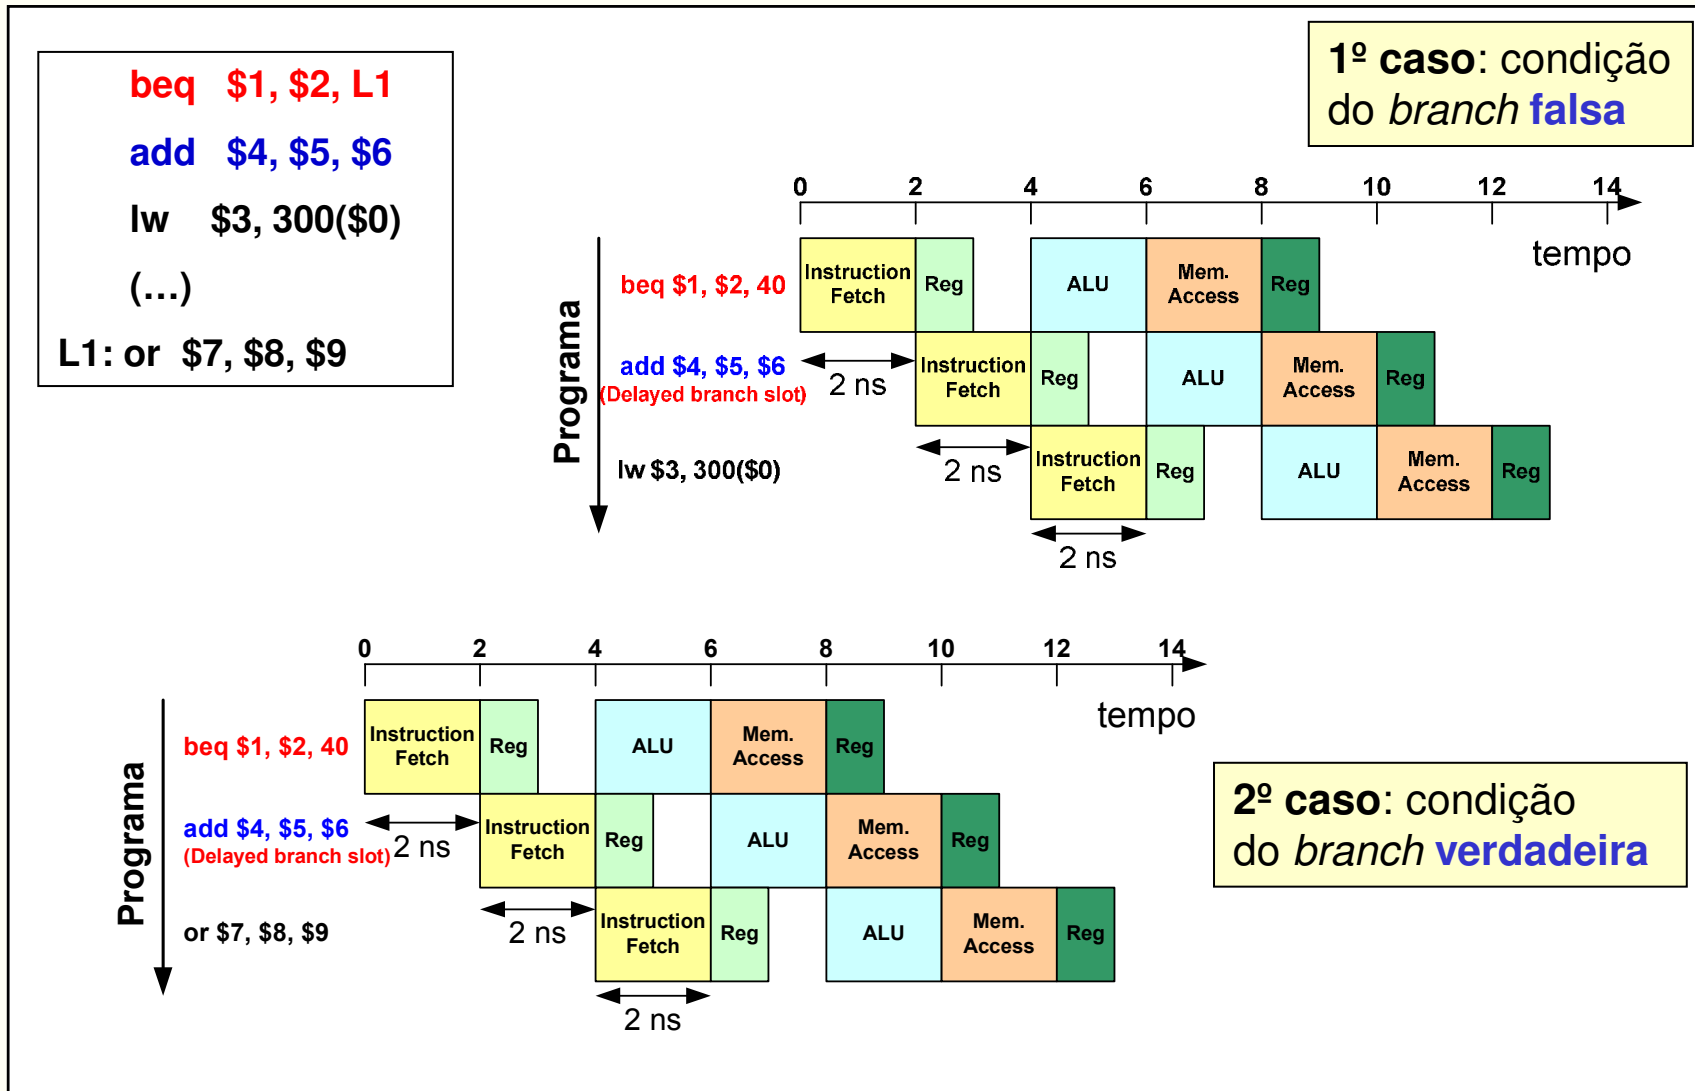 beq $1, $2, L1
add $4, $5, $6
lw $3, 300($0)
(...)
L1: or $7, $8, $9
1º caso: condição
do branch falsa
0 2 4 6 8 10 12 14
tempo
Programa
beq $1, $2, 40
Instruction
Fetch
Reg
ALU
Mem.
Access
Reg
add $4, $5, $6
(Delayed branch slot)
2 ns
Instruction
Fetch
Reg
ALU
Mem.
Access
Reg
lw $3, 300($0)
2 ns
Instruction
Fetch
Reg
ALU
Mem.
Access
Reg
2 ns
0 2 4 6 8 10 12 14
tempo
Programa
beq $1, $2, 40
Instruction
Fetch
Reg
ALU
Mem.
Access
Reg
add $4, $5, $6
(Delayed branch slot)
2 ns
Instruction
Fetch
Reg
ALU
Mem.
Access
Reg
or $7, $8, $9
2 ns
Instruction
Fetch
Reg
ALU
Mem.
Access
Reg
2 ns
2º caso: condição
do branch verdadeira